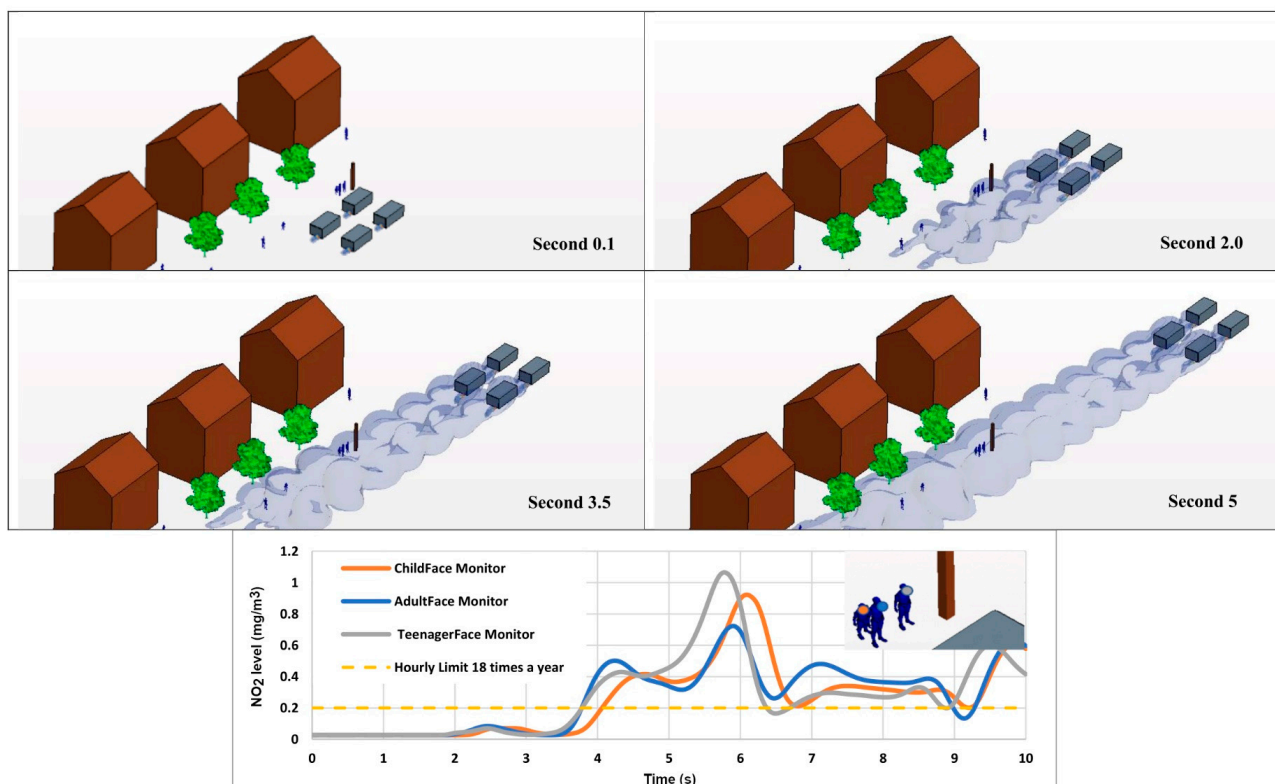 Second 0.1
Second 2.0
Second 3.5
Second 5
NO2 level (mg/m3)
1.2
1
0.8
0.6
0.4
0.2
0
ChildFace Monitor
AdultFace Monitor
TeenagerFace Monitor
Hourly Limit 18 times a year
0 1 2 3 4 5 6 7 8 9 10
Time (s)